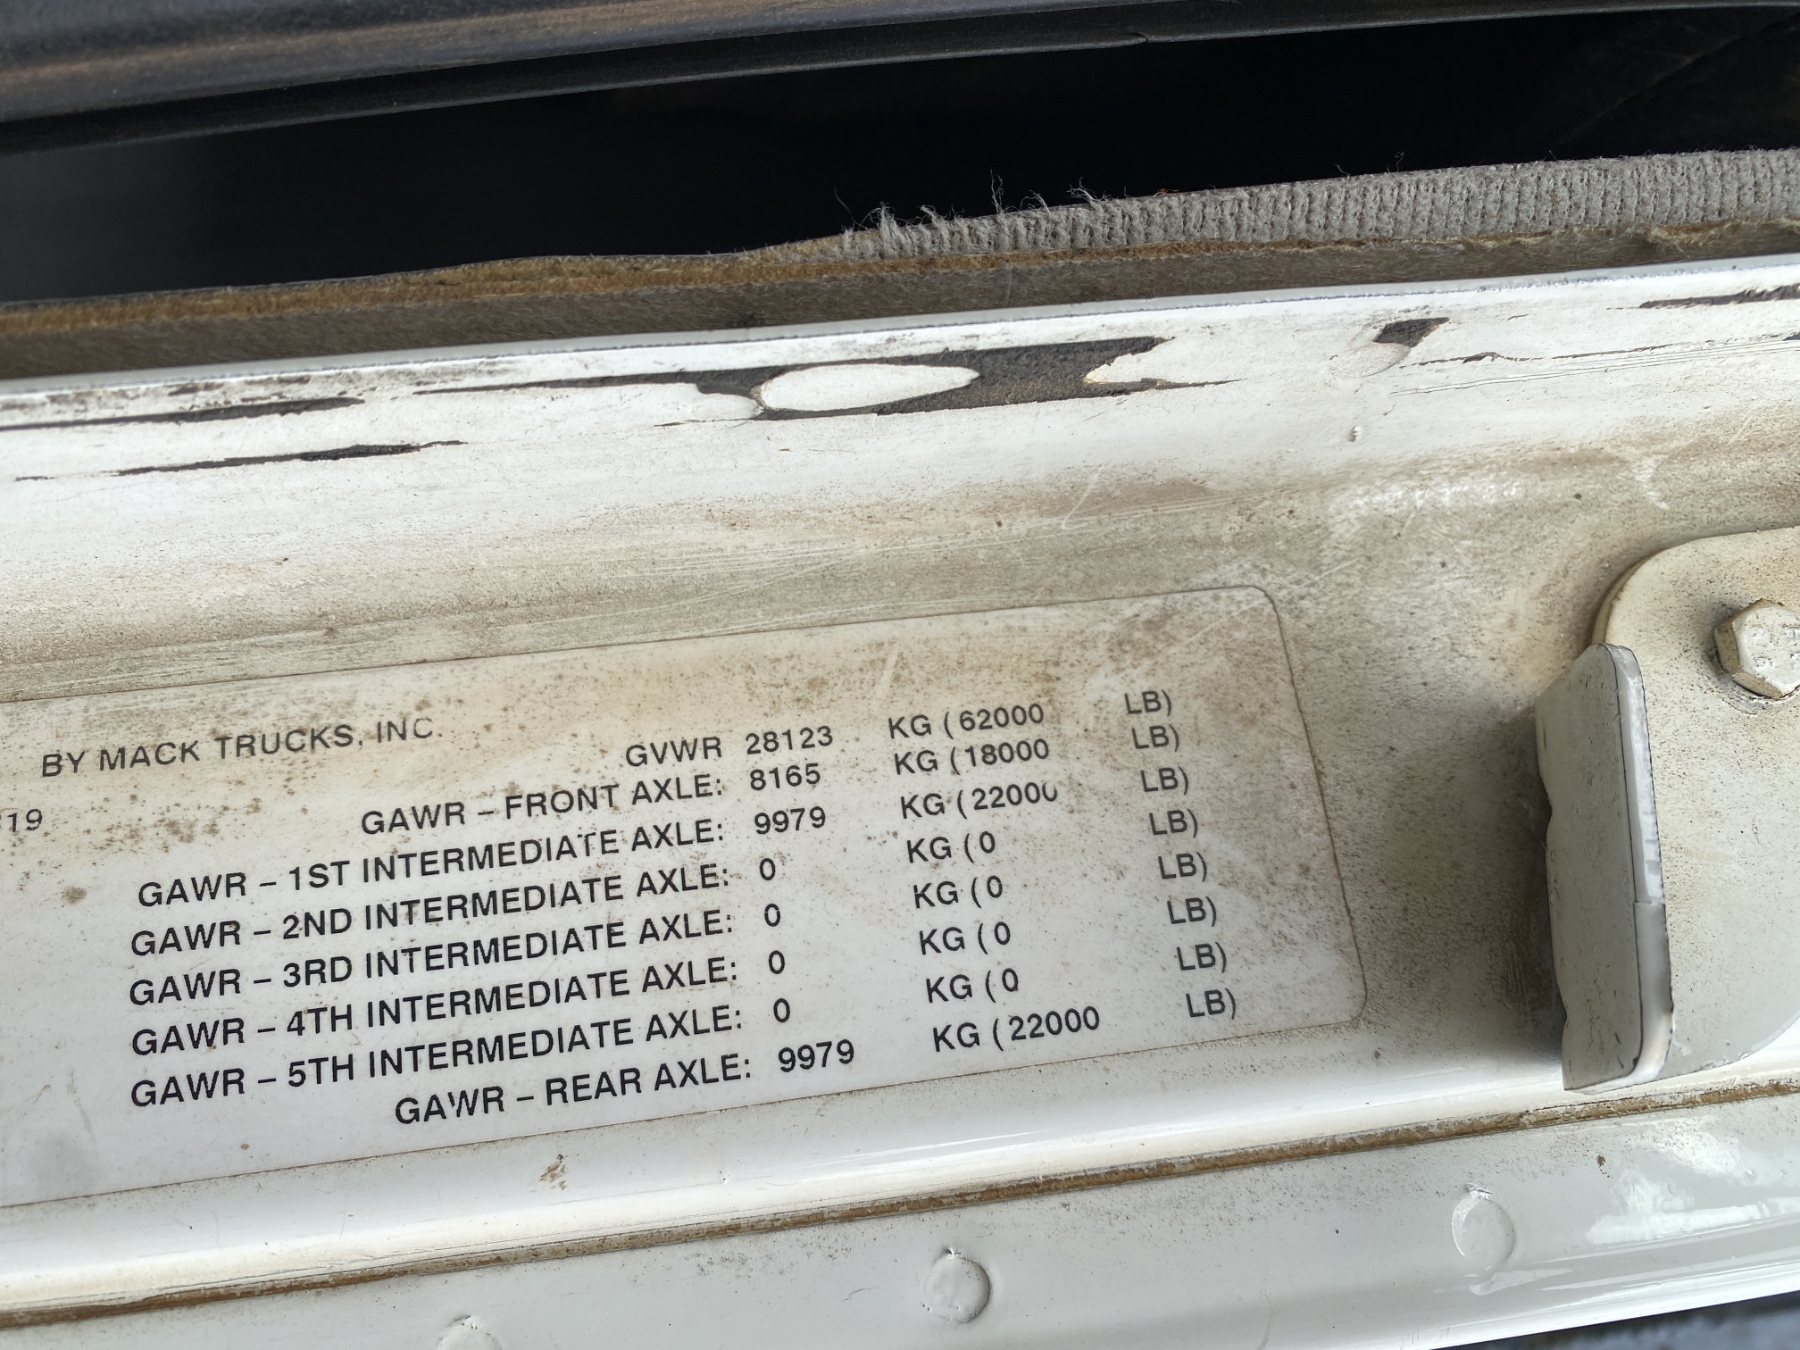 BY MACK TRUCKS, INC.
GVWR 28123 KG (62000 LB)
19
GAWR – FRONT AXLE: 8165 KG (18000 LB)
GAWR – 1ST INTERMEDIATE AXLE: 9979 KG (22000 LB)
GAWR – 2ND INTERMEDIATE AXLE: 0 KG (0 LB)
GAWR – 3RD INTERMEDIATE AXLE: 0 KG (0 LB)
GAWR – 4TH INTERMEDIATE AXLE: 0 KG (0 LB)
GAWR – 5TH INTERMEDIATE AXLE: 0 KG (0 LB)
GAWR – REAR AXLE: 9979 KG (22000 LB)